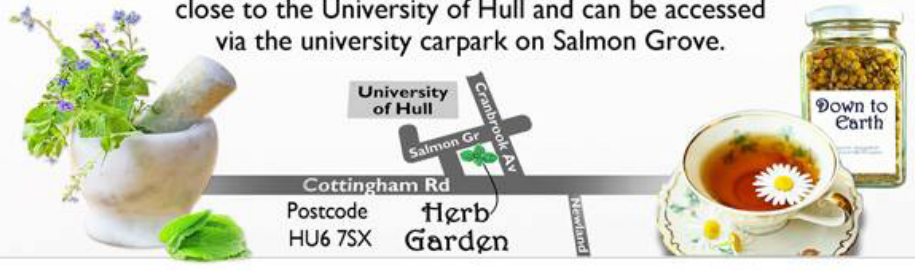 close to the University of Hull and can be accessed
via the university carpark on Salmon Grove.
University
of Hull
Cranbrook Av
Salmon Gr
Cottingham Rd
Postcode
HU6 7SX
Herb
Garden
Newland
Down to
Earth